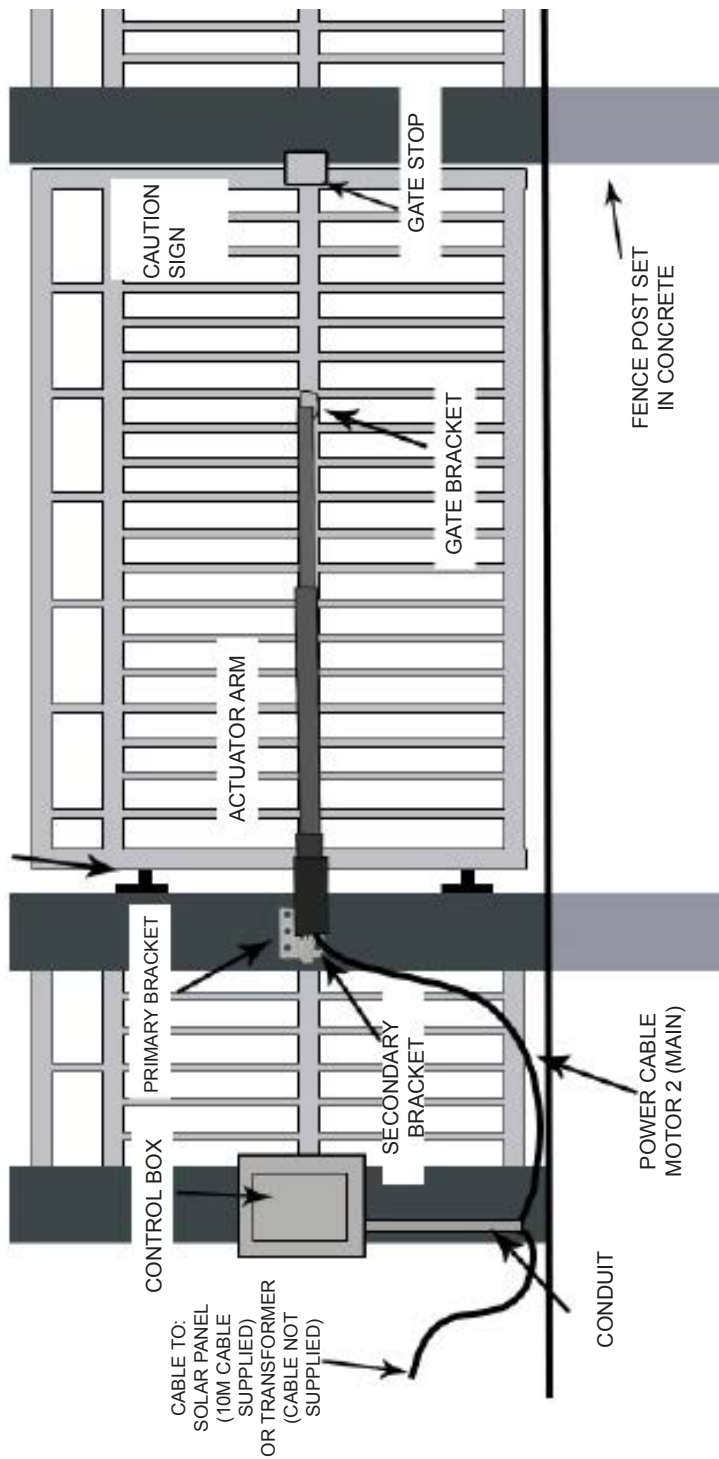 CAUTION
SIGN
GATE STOP
FENCE POST SET
IN CONCRETE
GATE BRACKET
ACTUATOR ARM
PRIMARY BRACKET
SECONDARY
BRACKET
POWER CABLE
MOTOR 2 (MAIN)
CONTROL BOX
CONDUIT
CABLE TO:
SOLAR PANEL
(10M CABLE
SUPPLIED)
OR TRANSFORMER
(CABLE NOT
SUPPLIED)